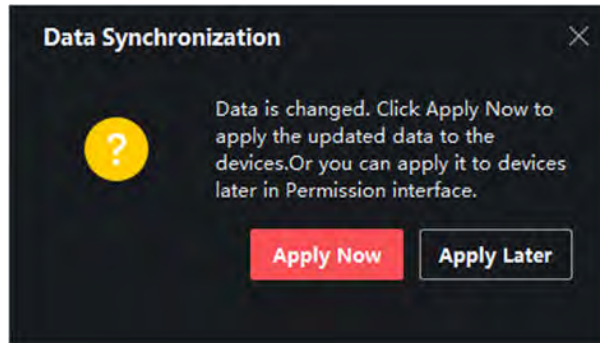 Data Synchronization
Data is changed. Click Apply Now to
apply the updated data to the
devices.Or you can apply it to devices
later in Permission interface.
Apply Now
Apply Later